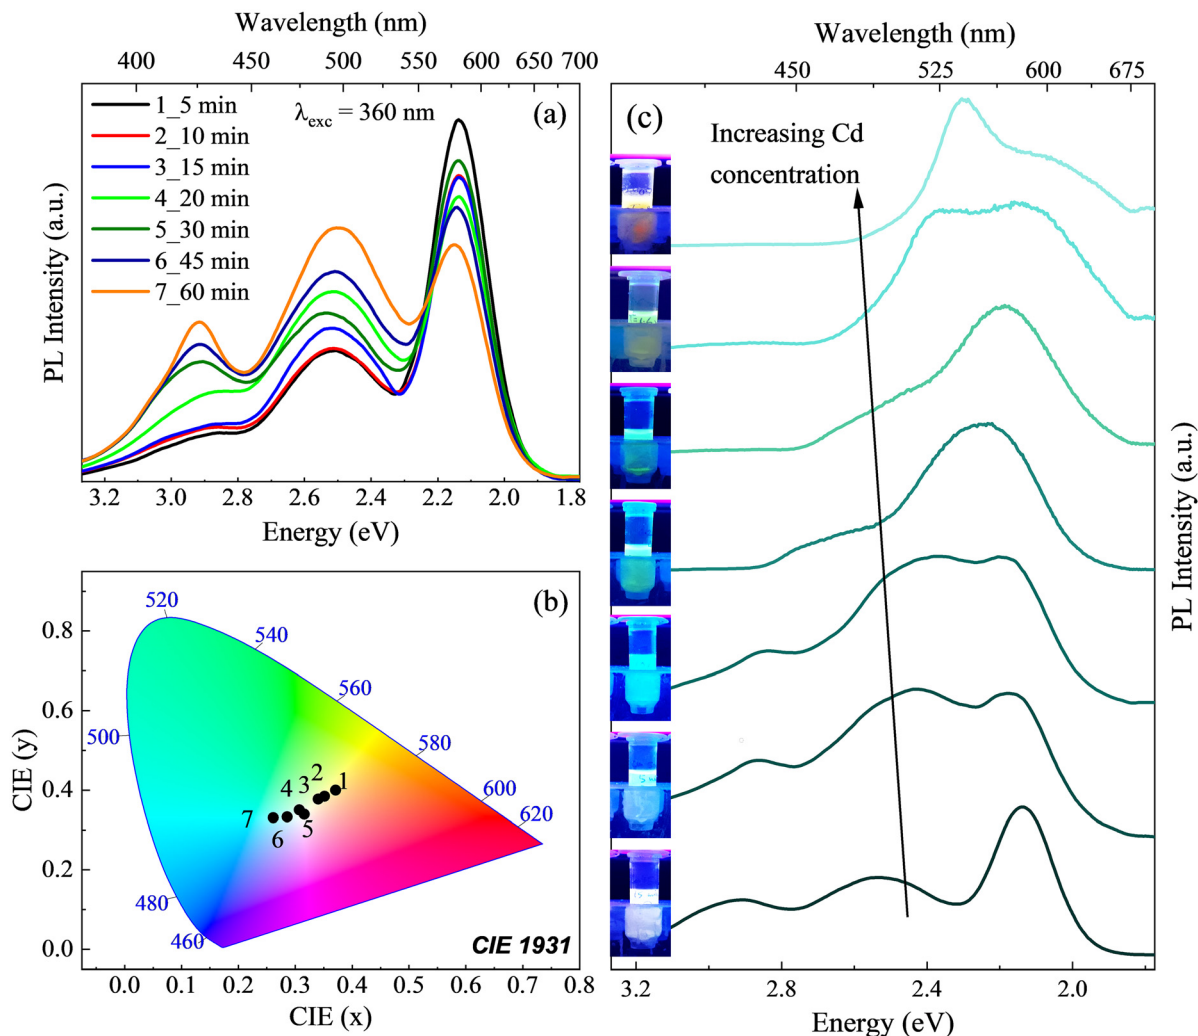 Wavelength (nm)
400 450 500 550 600 650 700
1_5 min
2_10 min
3_15 min
4_20 min
5_30 min
6_45 min
7_60 min
λexc = 360 nm
(a)
PL Intensity (a.u.)
3.2 3.0 2.8 2.6 2.4 2.2 2.0 1.8
Energy (eV)
(b)
520
540
560
580
600
620
500
480
460
1
2
3
4
5
6
7
CIE 1931
CIE (y)
0.8
0.6
0.4
0.2
0.0
0.0 0.1 0.2 0.3 0.4 0.5 0.6 0.7 0.8
CIE (x)
Wavelength (nm)
450 525 600 675
(c)
Increasing Cd
concentration
PL Intensity (a.u.)
3.2 2.8 2.4 2.0
Energy (eV)